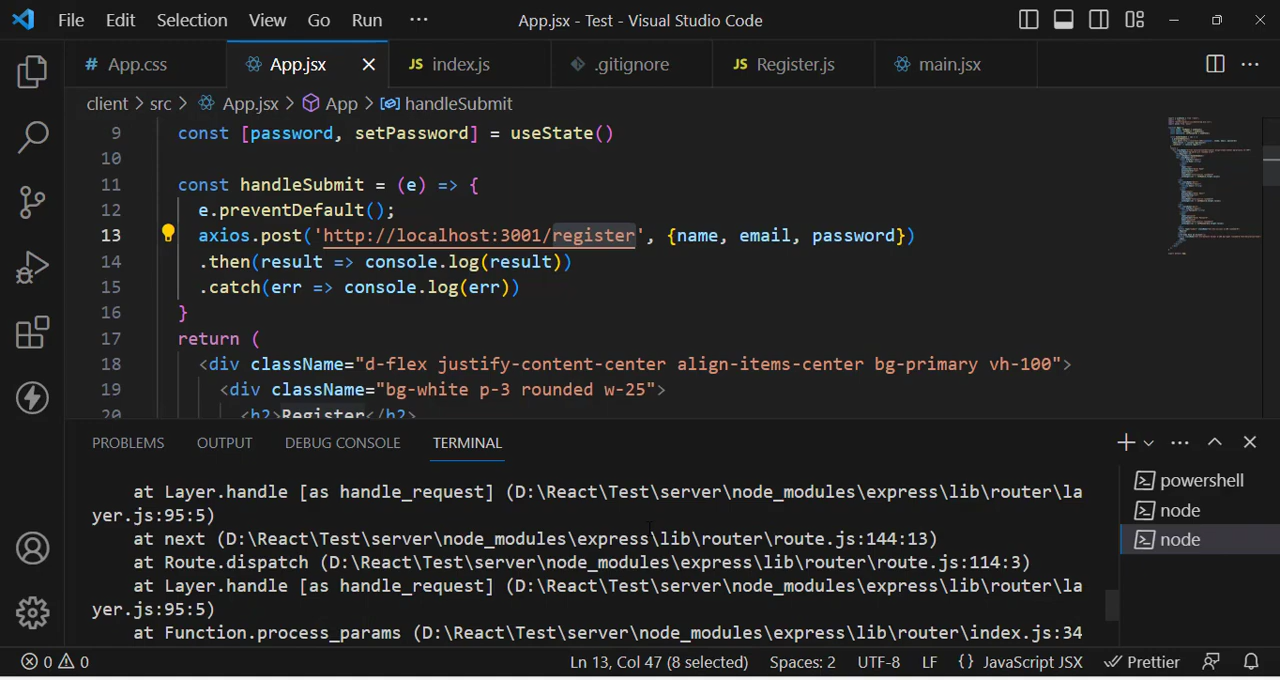 File Edit Selection View Go Run ··· App.jsx - Test - Visual Studio Code
# App.css App.jsx JS index.js .gitignore JS Register.js main.jsx
client > src > App.jsx > App > handleSubmit
9 const [password, setPassword] = useState()
10
11 const handleSubmit = (e) => {
12 e.preventDefault();
13 axios.post('http://localhost:3001/register', {name, email, password})
14 .then(result => console.log(result))
15 .catch(err => console.log(err))
16 }
17 return (
18 <div className="d-flex justify-content-center align-items-center bg-primary vh-100">
19 <div className="bg-white p-3 rounded w-25">
20 <h2>Register</h2>
PROBLEMS OUTPUT DEBUG CONSOLE TERMINAL
at Layer.handle [as handle_request] (D:\React\Test\server\node_modules\express\lib\router\la
yer.js:95:5)
at next (D:\React\Test\server\node_modules\express\lib\router\route.js:144:13)
at Route.dispatch (D:\React\Test\server\node_modules\express\lib\router\route.js:114:3)
at Layer.handle [as handle_request] (D:\React\Test\server\node_modules\express\lib\router\la
yer.js:95:5)
at Function.process_params (D:\React\Test\server\node_modules\express\lib\router\index.js:34
powershell
node
node
0 0 Ln 13, Col 47 (8 selected) Spaces: 2 UTF-8 LF {} JavaScript JSX Prettier